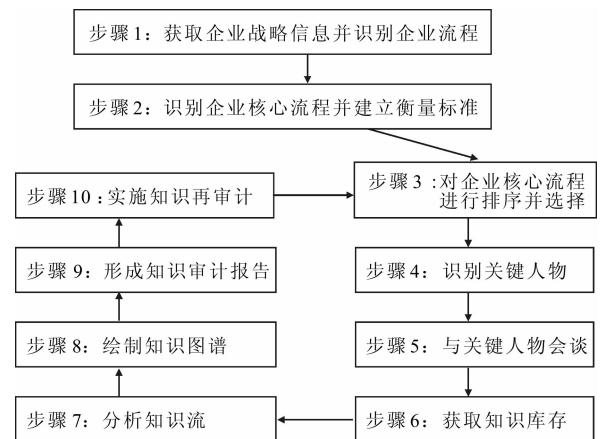 步骤1：获取企业战略信息并识别企业流程
步骤2：识别企业核心流程并建立衡量标准
步骤3：对企业核心流程
进行排序并选择
步骤4：识别关键人物
步骤5：与关键人物会谈
步骤6：获取知识库存
步骤7：分析知识流
步骤8：绘制知识图谱
步骤9：形成知识审计报告
步骤10：实施知识再审计